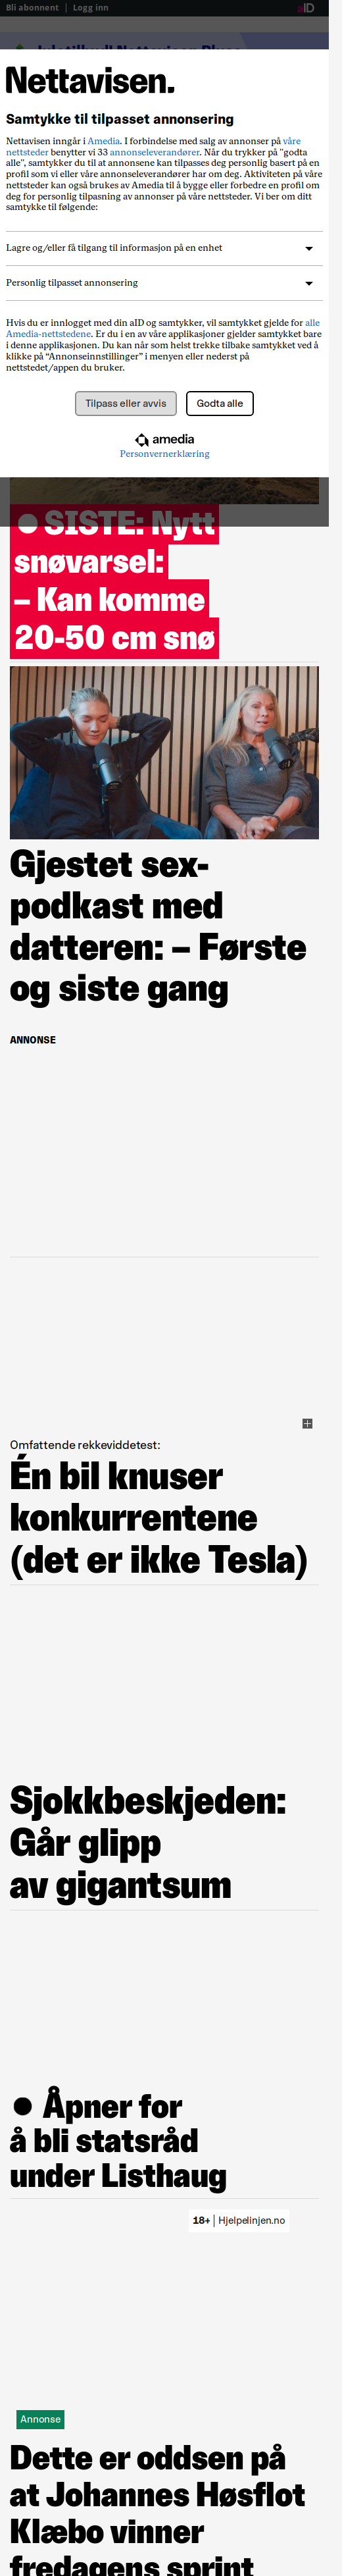 Bli abonnent | Logg inn
aID
Nettavisen.
Samtykke til tilpasset annonsering
Nettavisen inngår i Amedia. I forbindelse med salg av annonser på våre
nettsteder benytter vi 33 annonseleverandører. Når du trykker på "godta
alle", samtykker du til at annonsene kan tilpasses deg personlig basert på en
profil som vi eller våre annonseleverandører har om deg. Aktiviteten på våre
nettsteder kan også brukes av Amedia til å bygge eller forbedre en profil om
deg for personlig tilpasning av annonser på våre nettsteder. Vi ber om ditt
samtykke til følgende:
Lagre og/eller få tilgang til informasjon på en enhet
Personlig tilpasset annonsering
Hvis du er innlogget med din aID og samtykker, vil samtykket gjelde for alle
Amedia-nettstedene. Er du i en av våre applikasjoner gjelder samtykket bare
i denne applikasjonen. Du kan når som helst trekke tilbake samtykket ved å
klikke på “Annonseinnstillinger” i menyen eller nederst på
nettstedet/appen du bruker.
Tilpass eller avvis
Godta alle
amedia
Personvernerklæring
● SISTE: Nytt
snøvarsel:
– Kan komme
20-50 cm snø
Gjestet sex-
podkast med
datteren: – Første
og siste gang
ANNONSE
Omfattende rekkeviddetest:
Én bil knuser
konkurrentene
(det er ikke Tesla)
Sjokkbeskjeden:
Går glipp
av gigantsum
● Åpner for
å bli statsråd
under Listhaug
18+ | Hjelpelinjen.no
Annonse
Dette er oddsen på
at Johannes Høsflot
Klæbo vinner
fredagens sprint